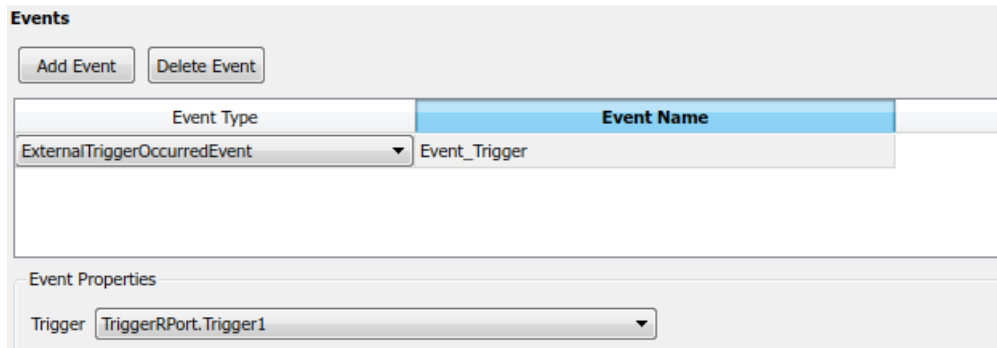 Events
Add Event Delete Event
Event Type Event Name
ExternalTriggerOccurredEvent Event_Trigger
Event Properties
Trigger TriggerRPort.Trigger1